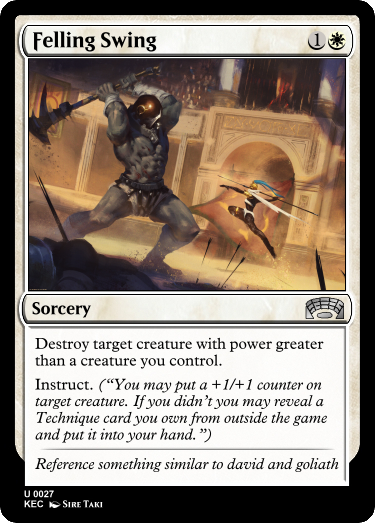 Felling Swing
1
Sorcery
Destroy target creature with power greater
than a creature you control.
Instruct. (“You may put a +1/+1 counter on
target creature. If you didn’t you may reveal a
Technique card you own from outside the game
and put it into your hand.”)
Reference something similar to david and goliath
U 0027
KEC Sire Taki